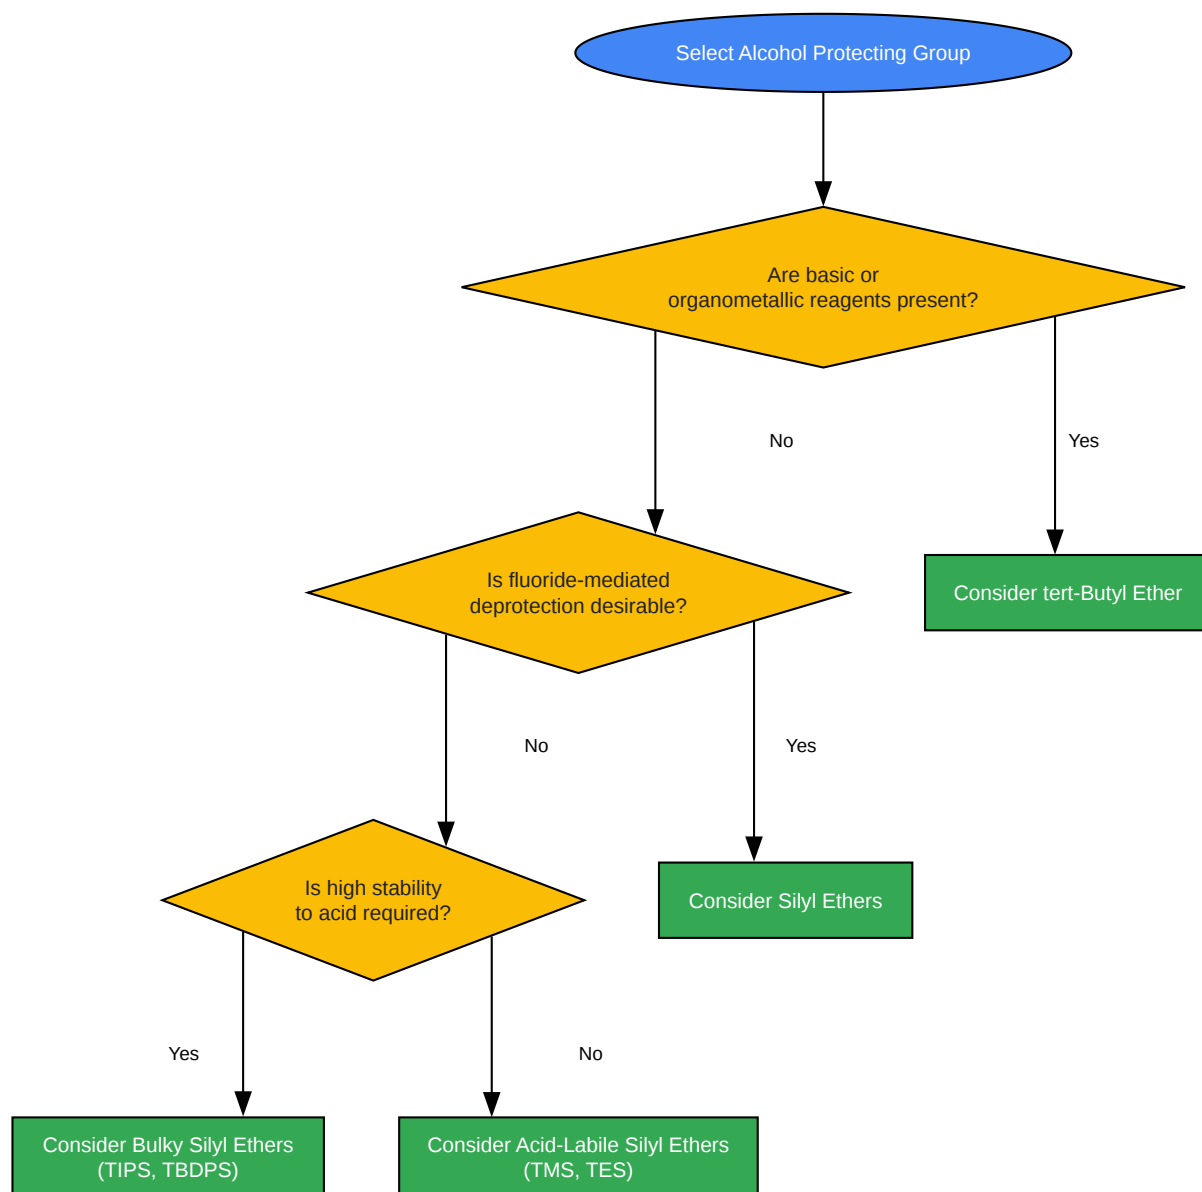 Select Alcohol Protecting Group
Are basic or
organometallic reagents present?
No
Yes
Is fluoride-mediated
deprotection desirable?
Consider tert-Butyl Ether
No
Yes
Is high stability
to acid required?
Consider Silyl Ethers
Yes
No
Consider Bulky Silyl Ethers
(TIPS, TBDPS)
Consider Acid-Labile Silyl Ethers
(TMS, TES)